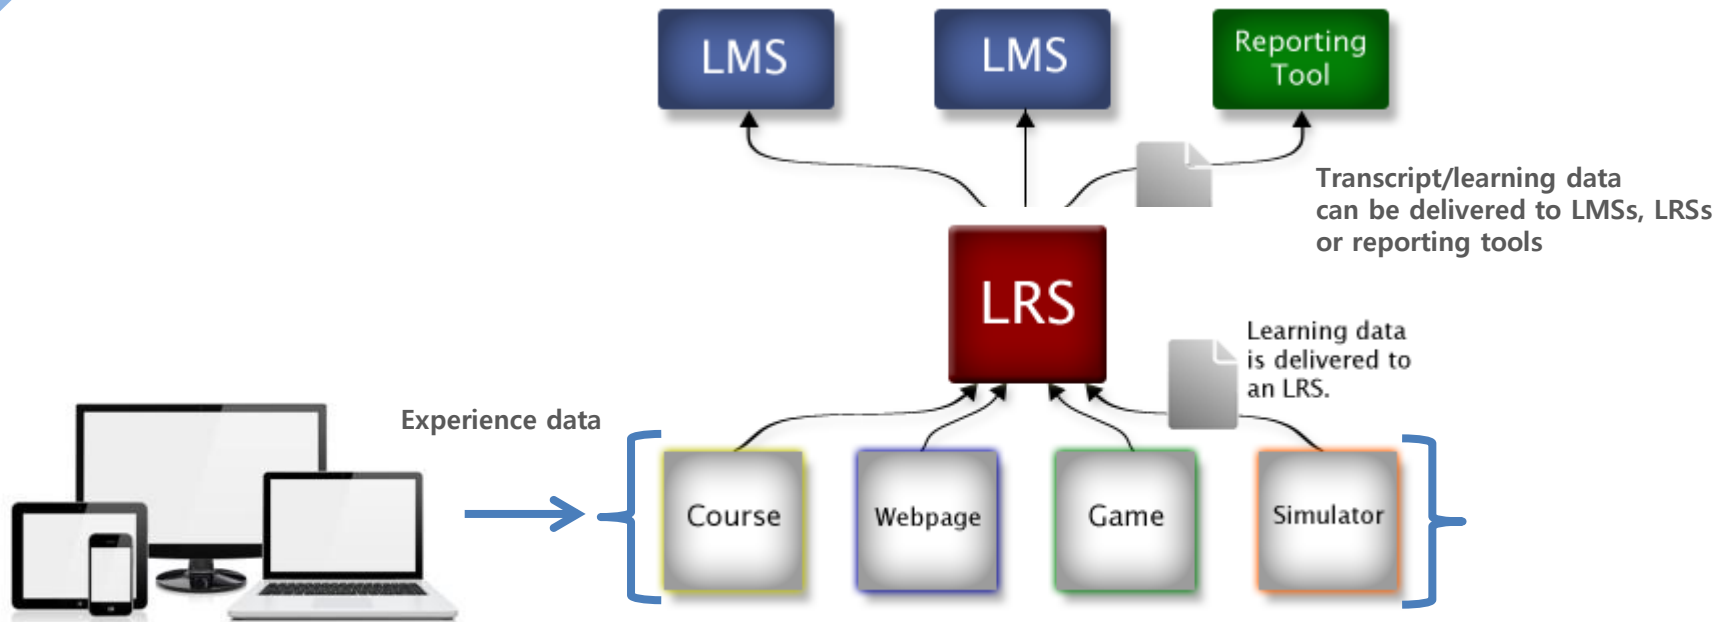 LMS
LMS
Reporting
Tool
Transcript/learning data
can be delivered to LMSs, LRSs
or reporting tools
LRS
Learning data
is delivered to
an LRS.
Experience data
Course
Webpage
Game
Simulator